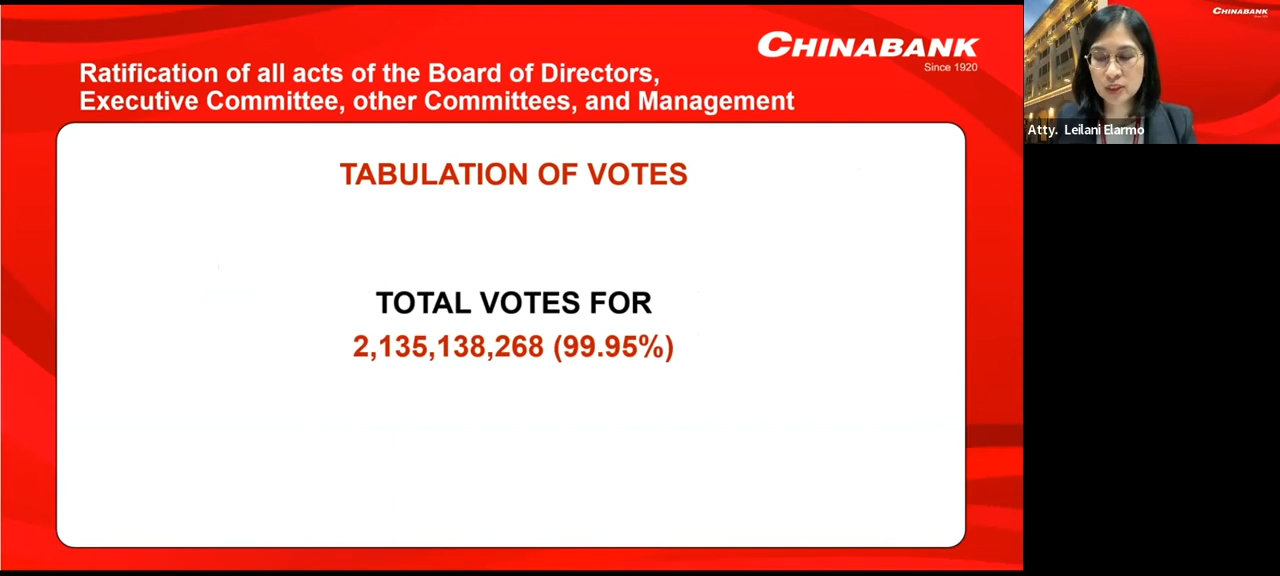 CHINABANK
Since 1920
Ratification of all acts of the Board of Directors,
Executive Committee, other Committees, and Management
TABULATION OF VOTES
TOTAL VOTES FOR
2,135,138,268 (99.95%)
CHINABANK
Atty. Leilani Elarmo